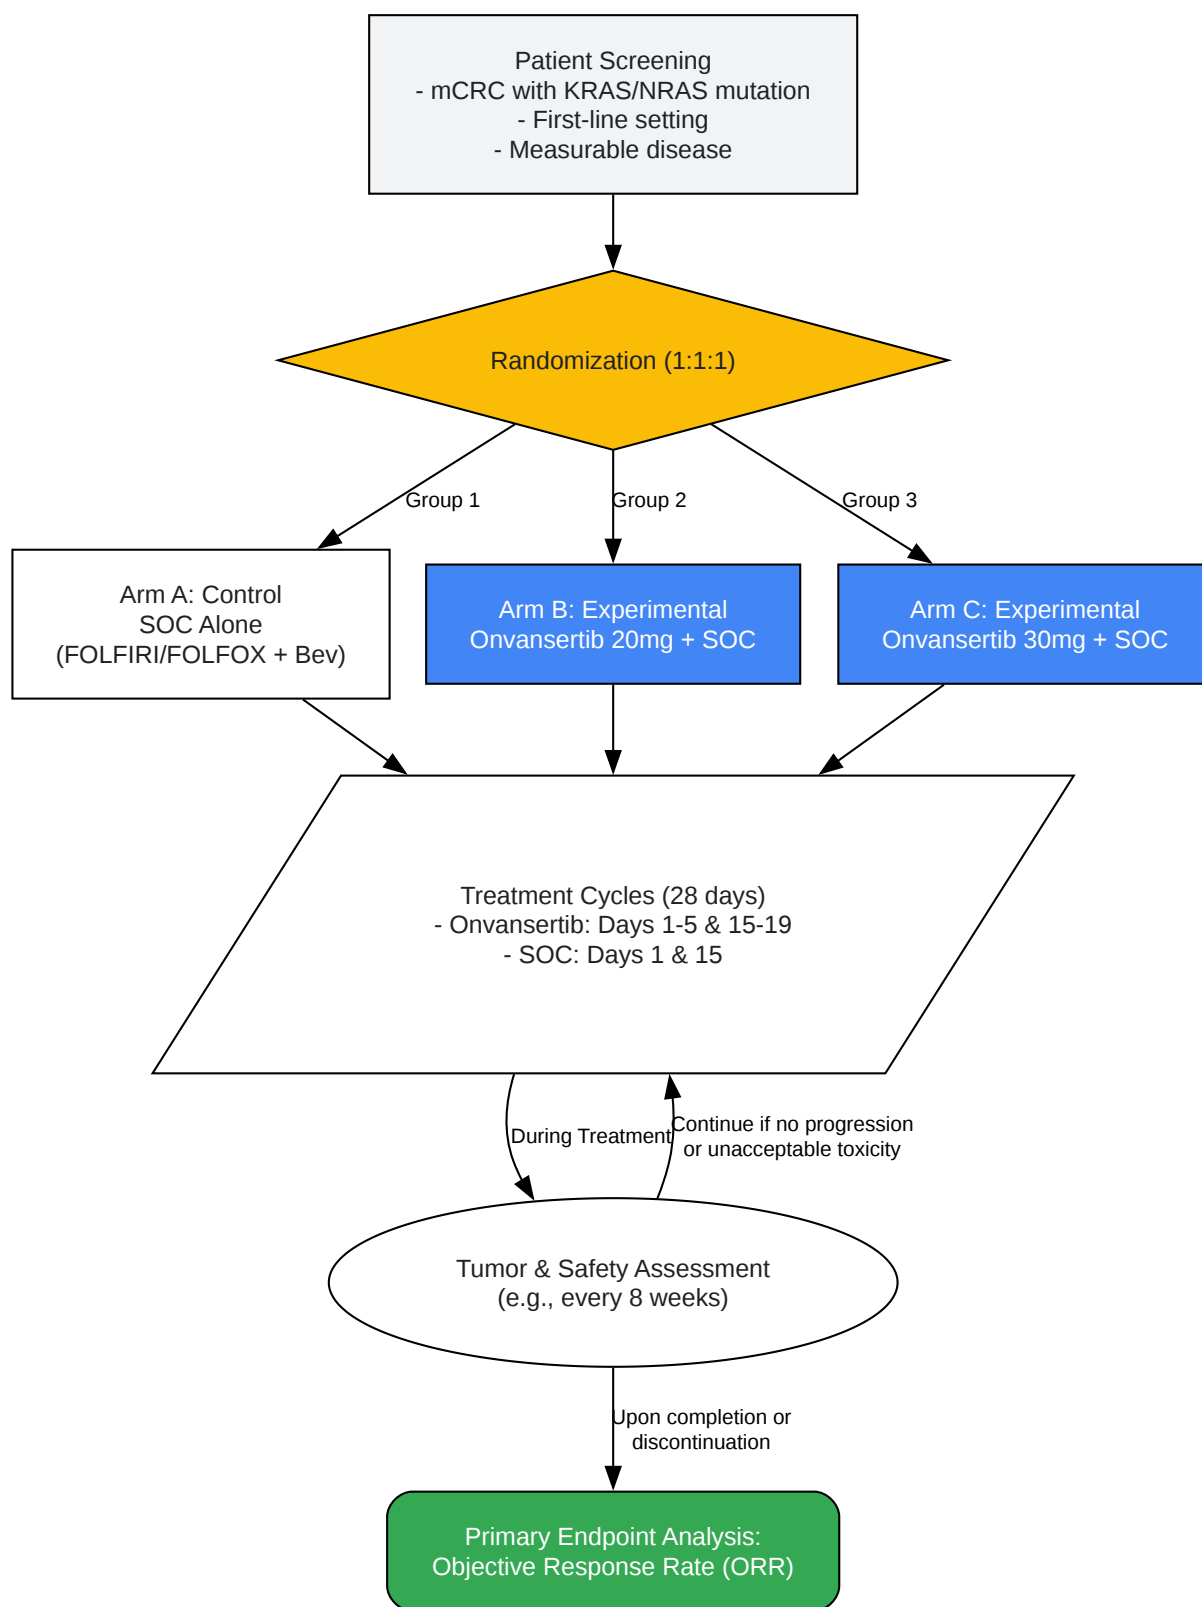 Patient Screening
- mCRC with KRAS/NRAS mutation
- First-line setting
- Measurable disease
Randomization (1:1:1)
Group 1
Group 2
Group 3
Arm A: Control
SOC Alone
(FOLFIRI/FOLFOX + Bev)
Arm B: Experimental
Onvansertib 20mg + SOC
Arm C: Experimental
Onvansertib 30mg + SOC
Treatment Cycles (28 days)
- Onvansertib: Days 1-5 & 15-19
- SOC: Days 1 & 15
During Treatment
Continue if no progression
or unacceptable toxicity
Tumor & Safety Assessment
(e.g., every 8 weeks)
Upon completion or
discontinuation
Primary Endpoint Analysis:
Objective Response Rate (ORR)